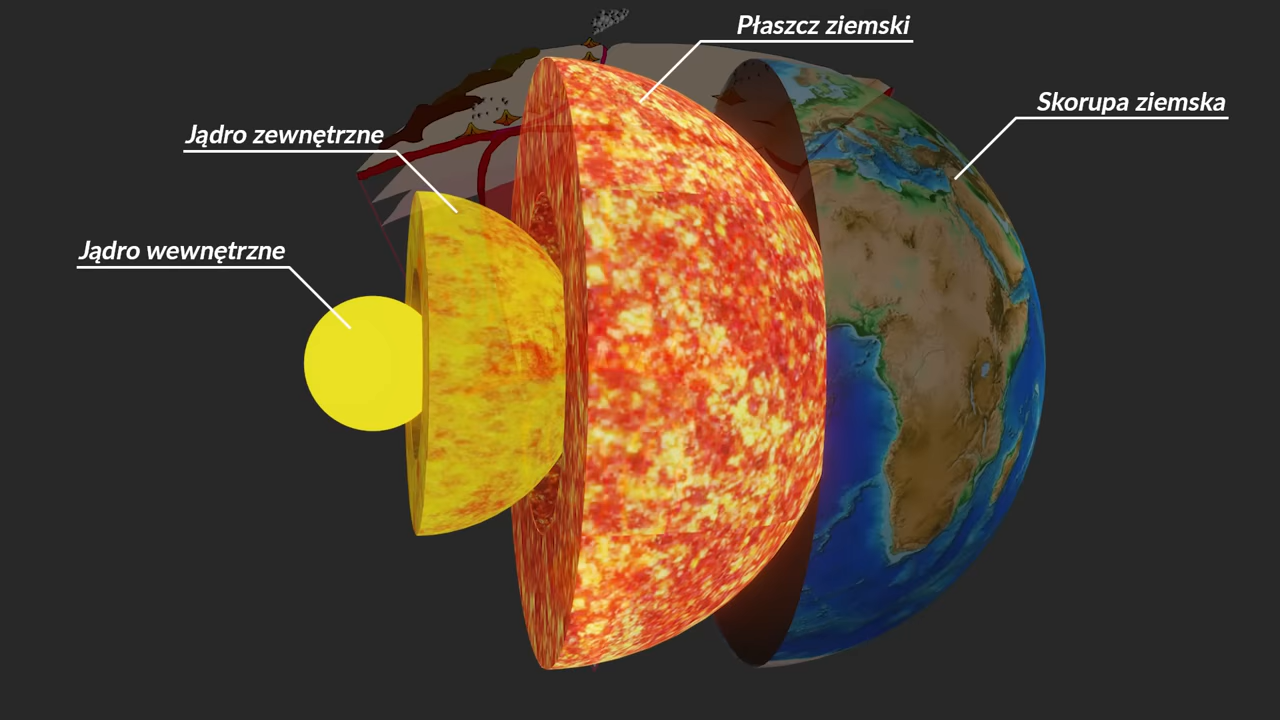 Płaszcz ziemski
Skorupa ziemska
Jądro zewnętrzne
Jądro wewnętrzne